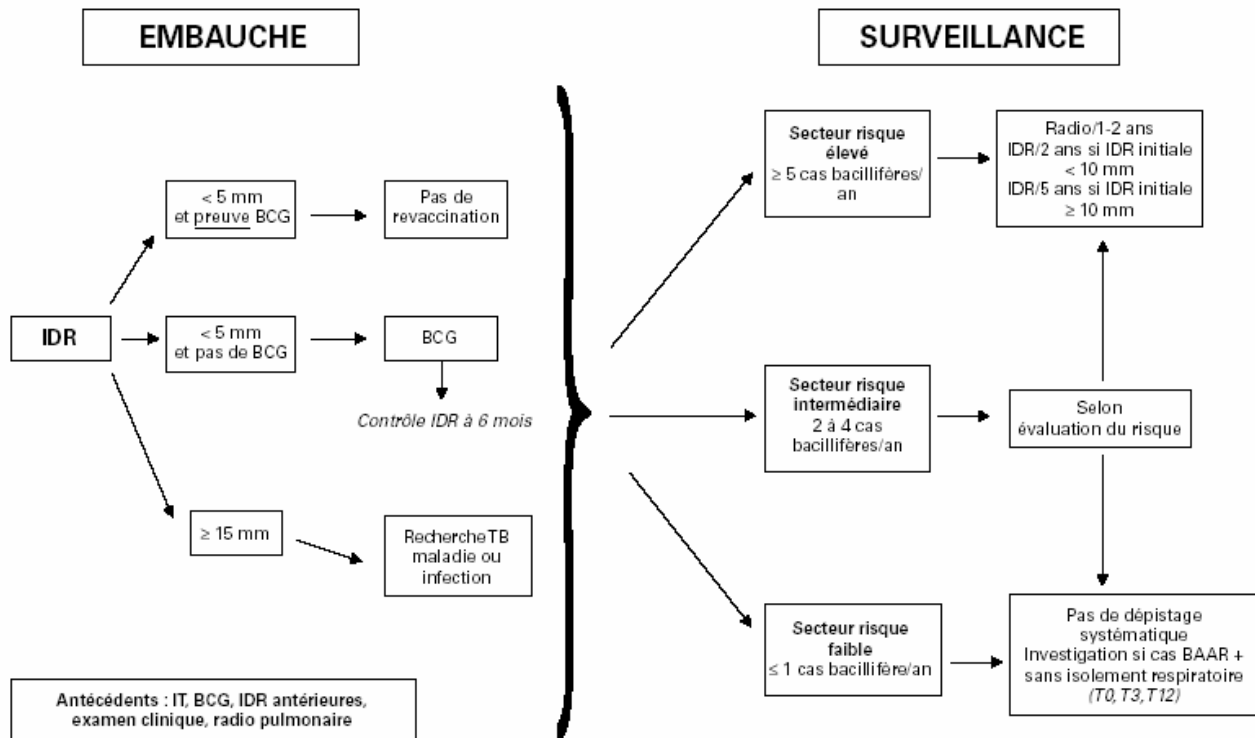 EMBAUCHE
< 5 mm
et preuve BCG
Pas de
revaccination
IDR
< 5 mm
et pas de BCG
BCG
Contrôle IDR à 6 mois
≥ 15 mm
Recherche TB
maladie ou
infection
Antécédents : IT, BCG, IDR antérieures,
examen clinique, radio pulmonaire
SURVEILLANCE
Secteur risque
élevé
≥ 5 cas bacillifères/
an
Radio/1-2 ans
IDR/2 ans si IDR initiale
< 10 mm
IDR/5 ans si IDR initiale
≥ 10 mm
Secteur risque
intermédiaire
2 à 4 cas
bacillifères/an
Selon
évaluation du risque
Secteur risque
faible
≤ 1 cas bacillifère/an
Pas de dépistage
systématique
Investigation si cas BAAR +
sans isolement respiratoire
(T0, T3, T12)